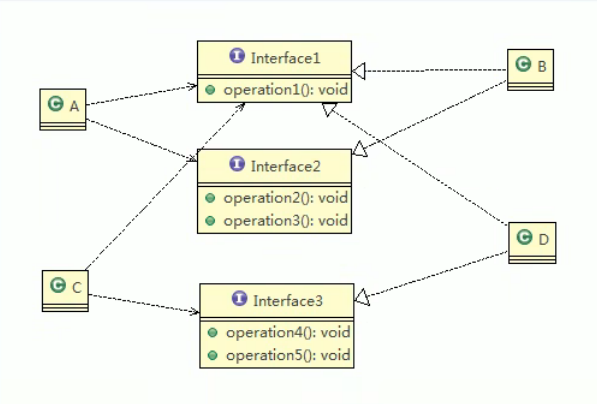 I Interface1
operation1(): void
C A
C B
I Interface2
operation2(): void
operation3(): void
C C
C D
I Interface3
operation4(): void
operation5(): void